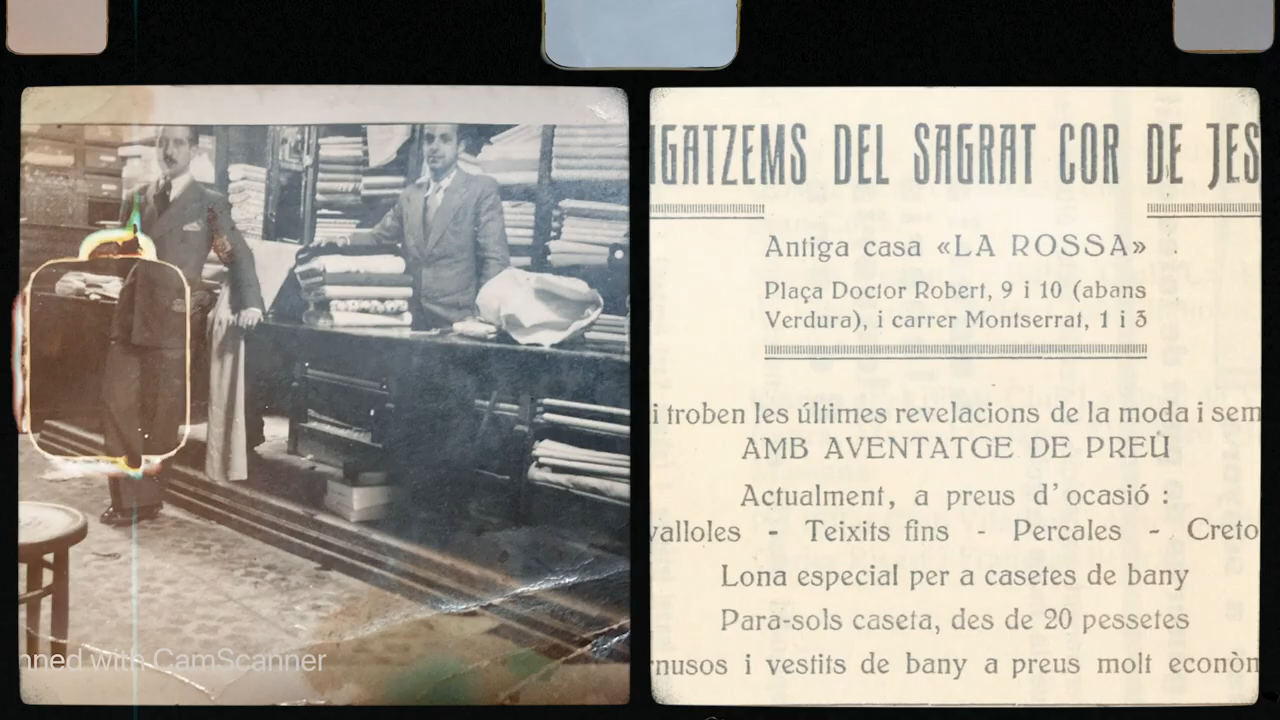 IGATZEMS DEL SAGRAT COR DE JES
Antiga casa «LA ROSSA»
Plaça Doctor Robert, 9 i 10 (abans
Verdura), i carrer Montserrat, 1 i 3
i troben les últimes revelacions de la moda i sem
AMB AVENTATGE DE PREU
Actualment, a preus d'ocasió :
valloles - Teixits fins - Percales - Creto
Lona especial per a casetes de bany
Para-sols caseta, des de 20 pessetes
rnusos i vestits de bany a preus molt econòm
nned with CamScanner